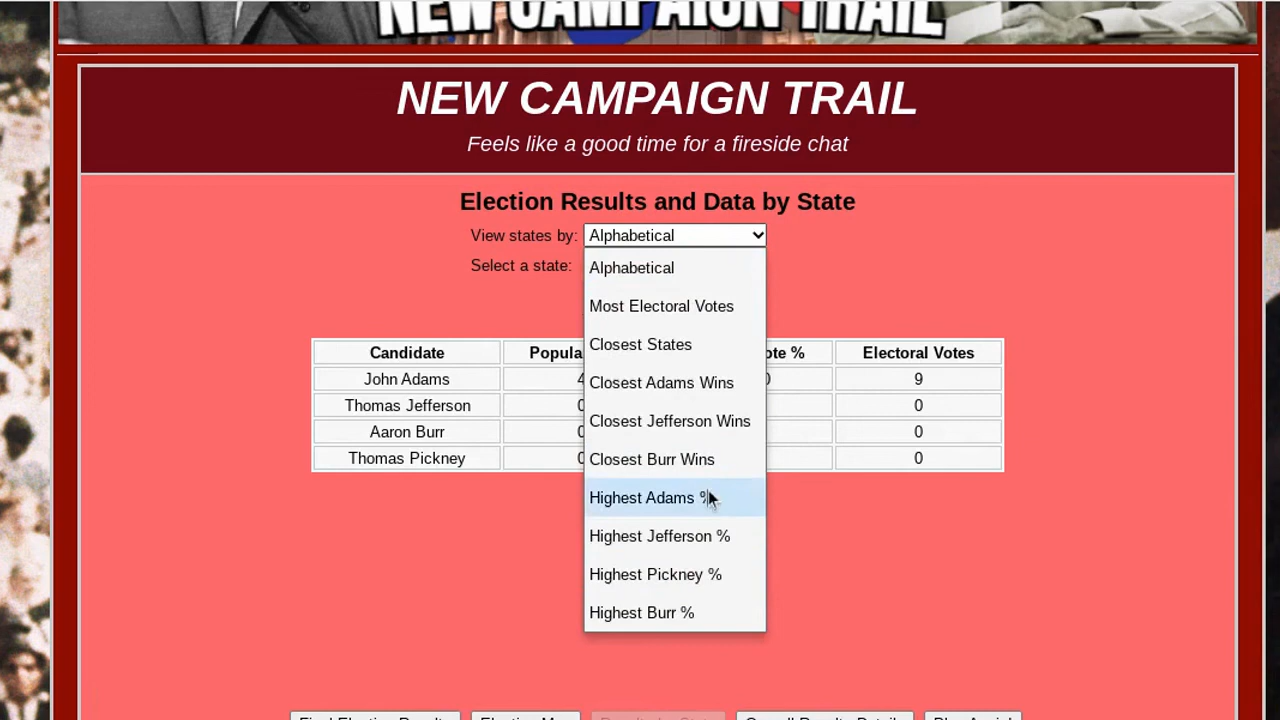 NEW CAMPAIGN TRAIL
NEW CAMPAIGN TRAIL
Feels like a good time for a fireside chat
Election Results and Data by State
View states by: Alphabetical
Select a state:
Alphabetical
Most Electoral Votes
Closest States
Closest Adams Wins
Closest Jefferson Wins
Closest Burr Wins
Highest Adams %
Highest Jefferson %
Highest Pickney %
Highest Burr %
Candidate Electoral Votes
John Adams 9
Thomas Jefferson 0
Aaron Burr 0
Thomas Pickney 0